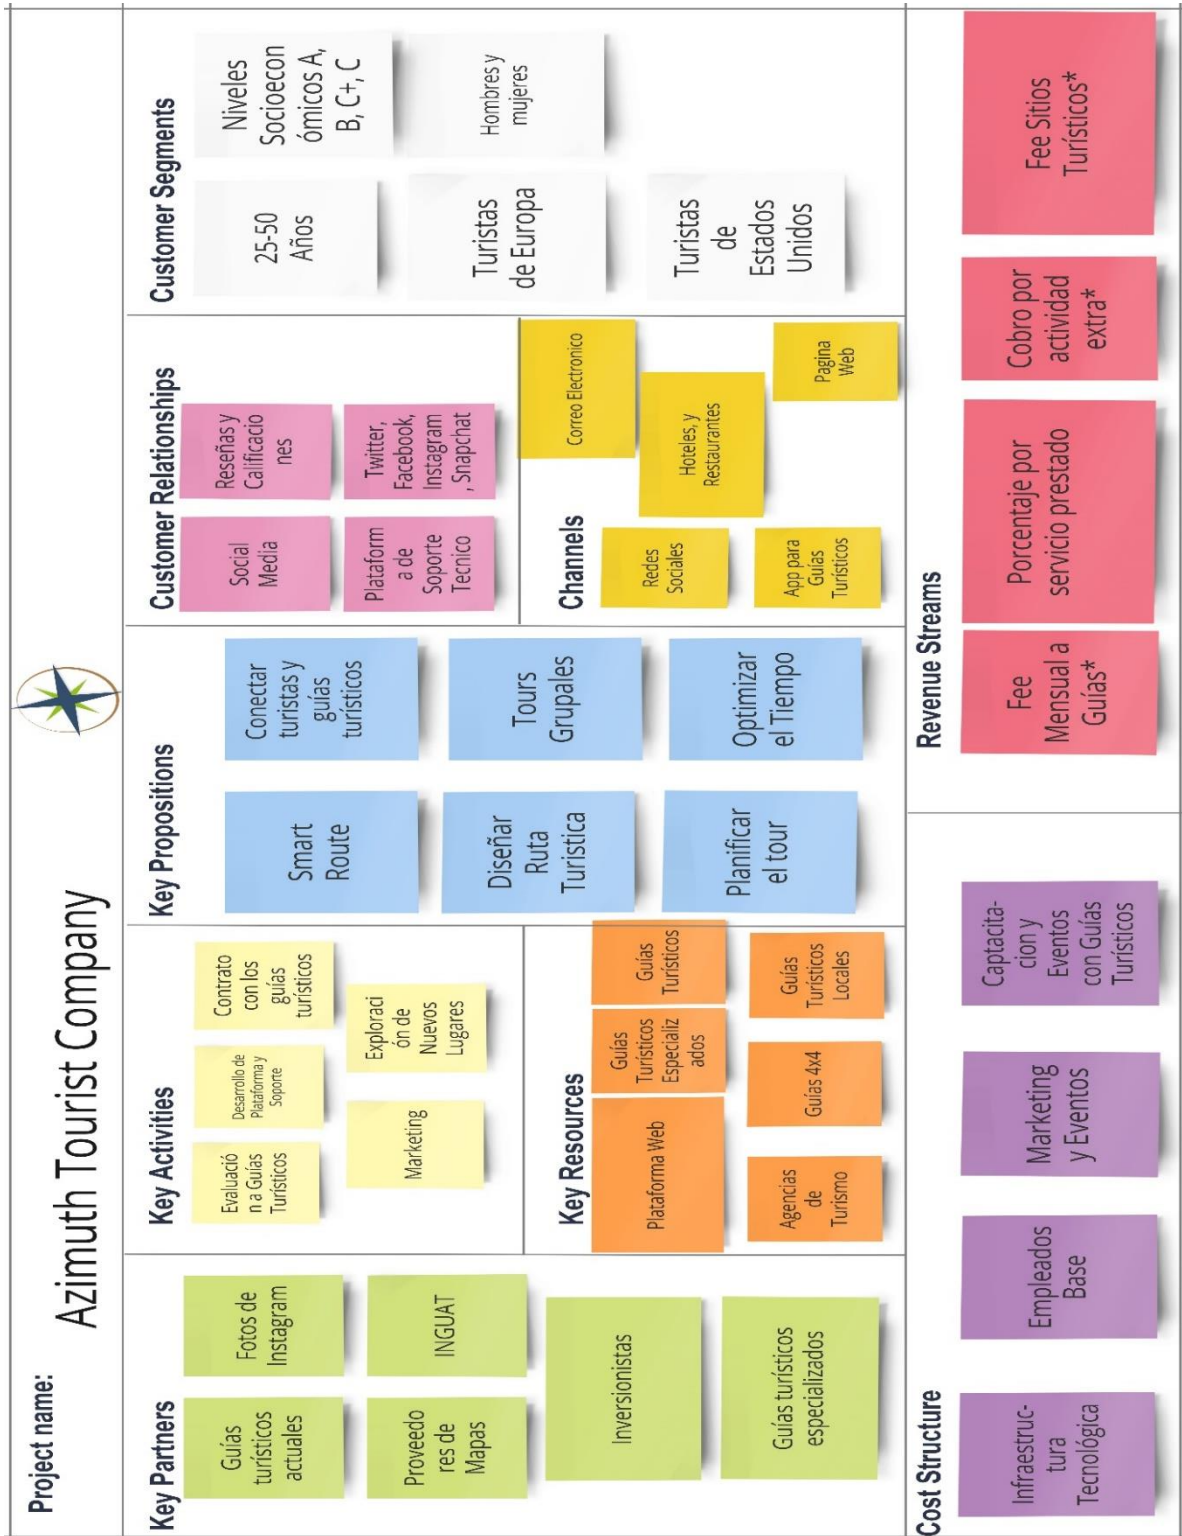 Project name:
Azimuth Tourist Company
Key Partners
Guías
turísticos
actuales
Fotos de
Instagram
Proveedo
res de
Mapas
INGUAT
Inversionistas
Guías turísticos
especializados
Key Activities
Evaluació
n a Guías
Turísticos
Desarrollo de
Plataforma y
Soporte
Contrato
con los
guías
turísticos
Marketing
Exploraci
ón de
Nuevos
Lugares
Key Resources
Plataforma Web
Guías
Turísticos
Especializ
ados
Guías
Turísticos
Agencias
de
Turismo
Guías 4x4
Guías
Turísticos
Locales
Key Propositions
Smart
Route
Conectar
turistas y
guías
turisticos
Diseñar
Ruta
Turistica
Tours
Grupales
Planificar
el tour
Optimizar
el Tiempo
Customer Relationships
Social
Media
Reseñas y
Calificacio
nes
Plataform
a de
Soporte
Tecnico
Twitter,
Facebook,
Instagram
, Snapchat
Channels
Redes
Sociales
Hoteles, y
Restaurantes
Correo Electronico
App para
Guías
Turísticos
Pagina
Web
Customer Segments
25-50
Años
Niveles
Socioecon
ómicos A,
B, C+, C
Turistas
de Europa
Hombres y
mujeres
Turistas
de
Estados
Unidos
Cost Structure
Infraestruc-
tura
Tecnológica
Empleados
Base
Marketing
y Eventos
Captacita-
cion y
Eventos
con Guías
Turísticos
Revenue Streams
Fee
Mensual a
Guías*
Porcentaje por
servicio prestado
Cobro por
actividad
extra*
Fee Sitios
Turísticos*